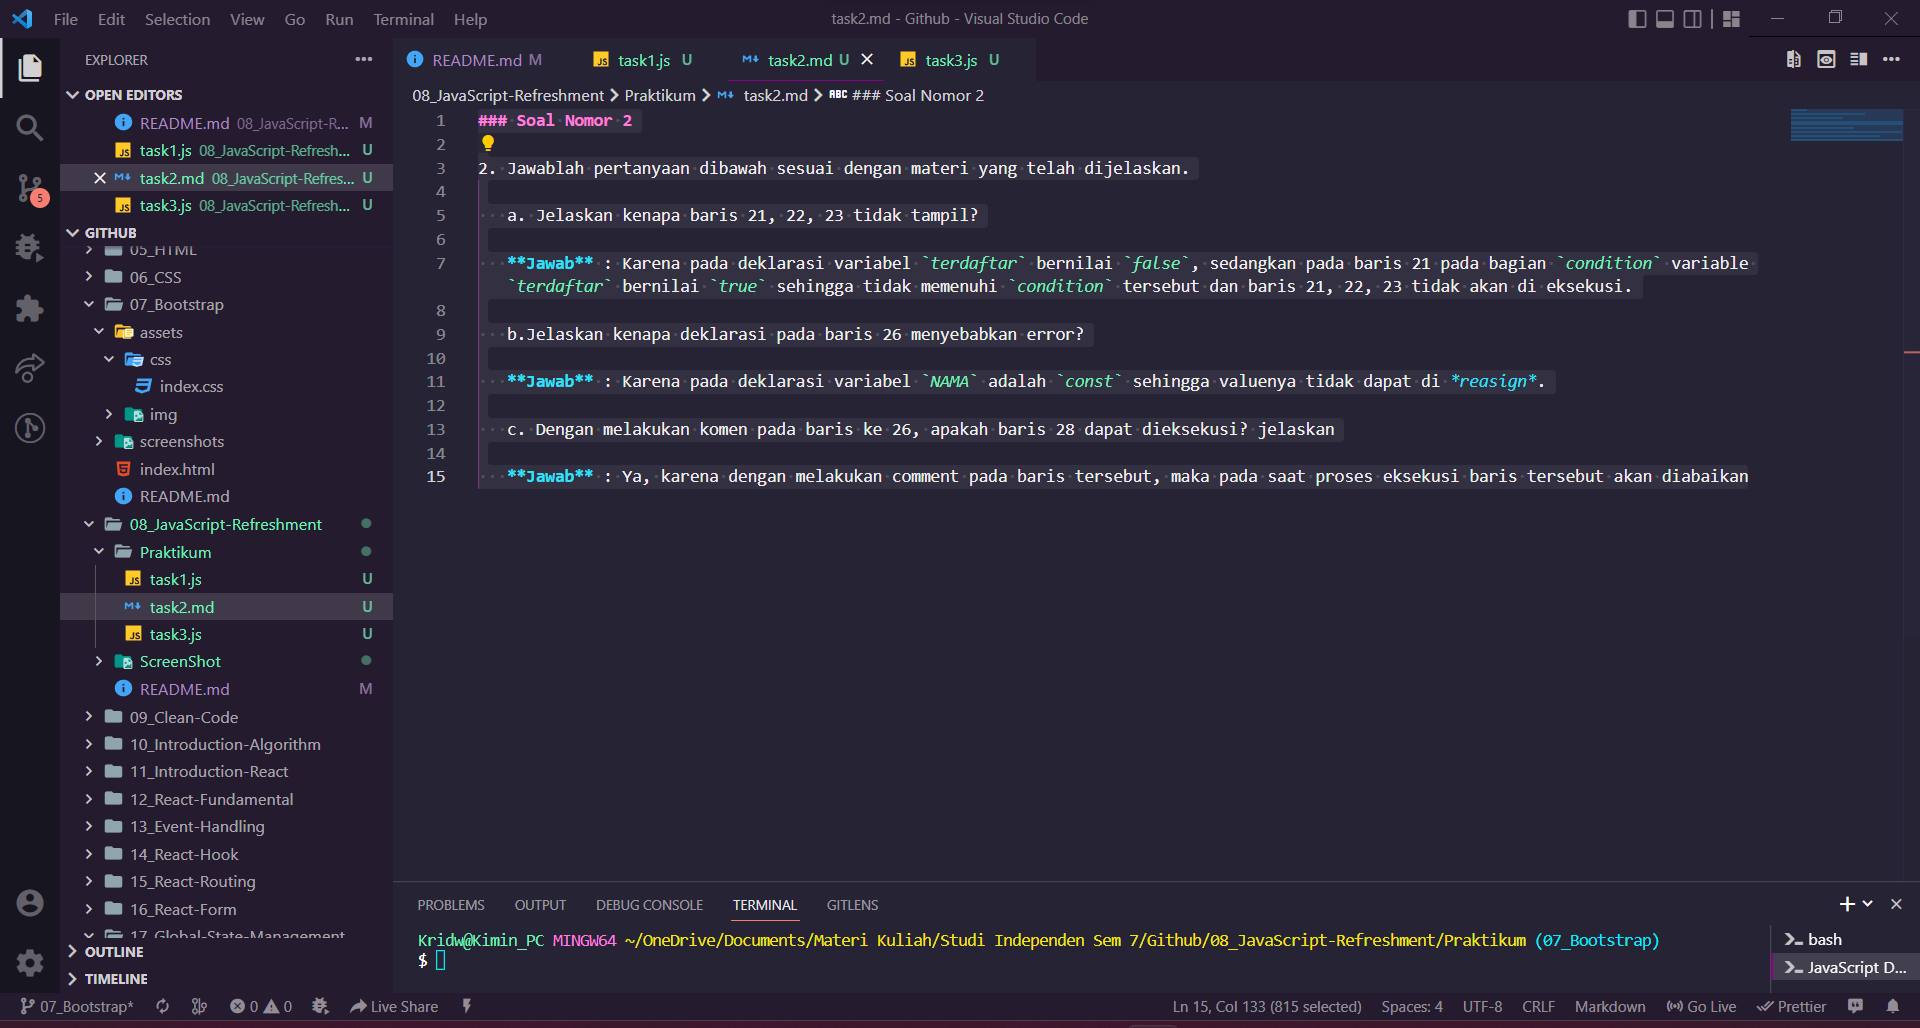 File Edit Selection View Go Run Terminal Help
task2.md - Github - Visual Studio Code
EXPLORER
OPEN EDITORS
README.md 08_JavaScript-R... M
task1.js 08_JavaScript-Refresh... U
task2.md 08_JavaScript-Refres... U
task3.js 08_JavaScript-Refresh... U
GITHUB
05_HTML
06_CSS
07_Bootstrap
assets
css
index.css
img
screenshots
index.html
README.md
08_JavaScript-Refreshment
Praktikum
task1.js U
task2.md U
task3.js U
ScreenShot
README.md M
09_Clean-Code
10_Introduction-Algorithm
11_Introduction-React
12_React-Fundamental
13_Event-Handling
14_React-Hook
15_React-Routing
16_React-Form
17_Global-State-Management
OUTLINE
TIMELINE
5
README.md M task1.js U task2.md U task3.js U
08_JavaScript-Refreshment > Praktikum > task2.md > ### Soal Nomor 2
1 ### Soal Nomor 2
2
3 2. Jawablah pertanyaan dibawah sesuai dengan materi yang telah dijelaskan.
4
5 a. Jelaskan kenapa baris 21, 22, 23 tidak tampil?
6
7 **Jawab** : Karena pada deklarasi variabel `terdaftar` bernilai `false`, sedangkan pada baris 21 pada bagian `condition` variable
`terdaftar` bernilai `true` sehingga tidak memenuhi `condition` tersebut dan baris 21, 22, 23 tidak akan di eksekusi.
8
9 b.Jelaskan kenapa deklarasi pada baris 26 menyebabkan error?
10
11 **Jawab** : Karena pada deklarasi variabel `NAMA` adalah `const` sehingga valuenya tidak dapat di *reasign*.
12
13 c. Dengan melakukan komen pada baris ke 26, apakah baris 28 dapat dieksekusi? jelaskan
14
15 **Jawab** : Ya, karena dengan melakukan comment pada baris tersebut, maka pada saat proses eksekusi baris tersebut akan diabaikan
PROBLEMS OUTPUT DEBUG CONSOLE TERMINAL GITLENS
Kridw@Kimin_PC MINGW64 ~/OneDrive/Documents/Materi Kuliah/Studi Independen Sem 7/Github/08_JavaScript-Refreshment/Praktikum (07_Bootstrap)
$
bash
JavaScript D...
07_Bootstrap* 0 0 Live Share Ln 15, Col 133 (815 selected) Spaces: 4 UTF-8 CRLF Markdown Go Live Prettier